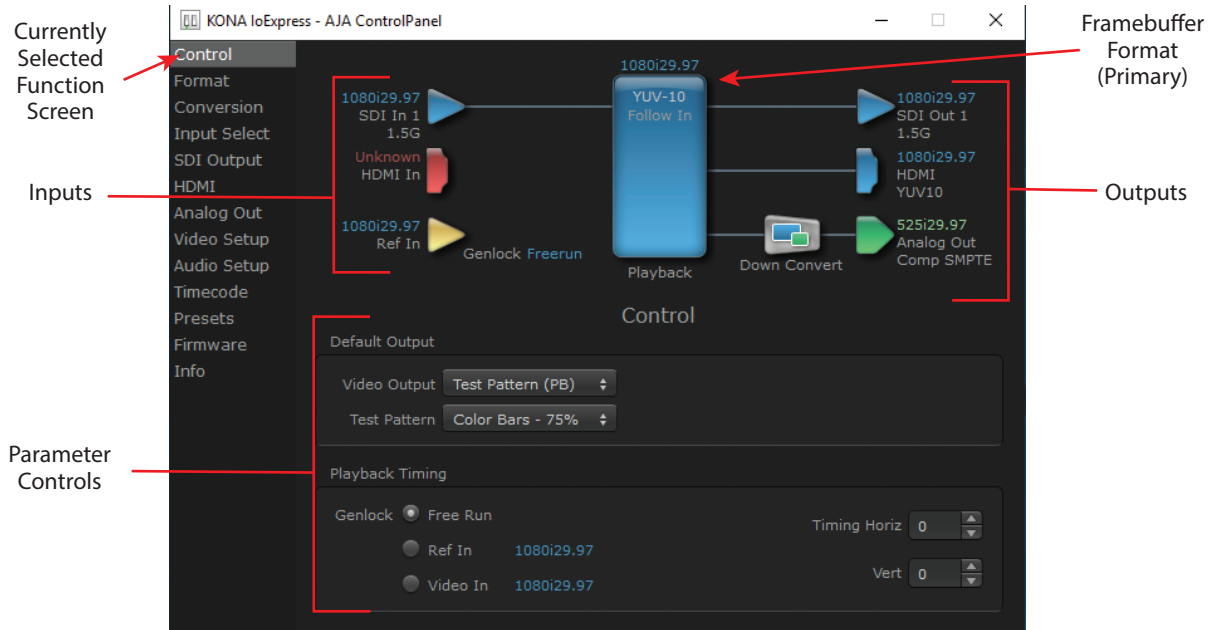 KONA IoExpress - AJA ControlPanel
Currently
Selected
Function
Screen
Framebuffer
Format
(Primary)
Inputs
Outputs
Parameter
Controls
Control
Format
Conversion
Input Select
SDI Output
HDMI
Analog Out
Video Setup
Audio Setup
Timecode
Presets
Firmware
Info
1080i29.97
SDI In 1
1.5G
Unknown
HDMI In
1080i29.97
Ref In
Genlock Freerun
1080i29.97
YUV-10
Follow In
Playback
Down Convert
1080i29.97
SDI Out 1
1.5G
1080i29.97
HDMI
YUV10
525i29.97
Analog Out
Comp SMPTE
Control
Default Output
Video Output Test Pattern (PB)
Test Pattern Color Bars - 75%
Playback Timing
Genlock Free Run
Ref In 1080i29.97
Video In 1080i29.97
Timing Horiz 0
Vert 0